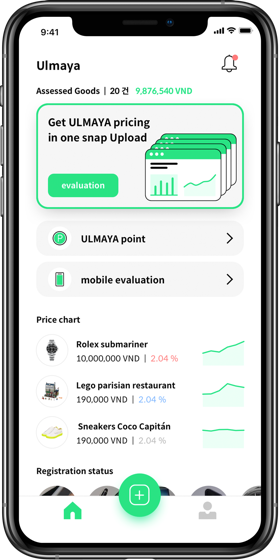 9:41
Ulmaya
Assessed Goods | 20 건 9,876,540 VND
Get ULMAYA pricing
in one snap Upload
evaluation
P
ULMAYA point
mobile evaluation
Price chart
Rolex submariner
10,000,000 VND | 2.04 %
Lego parisian restaurant
190,000 VND | 2.04 %
Sneakers Coco Capitán
190,000 VND | 2.04 %
Registration status